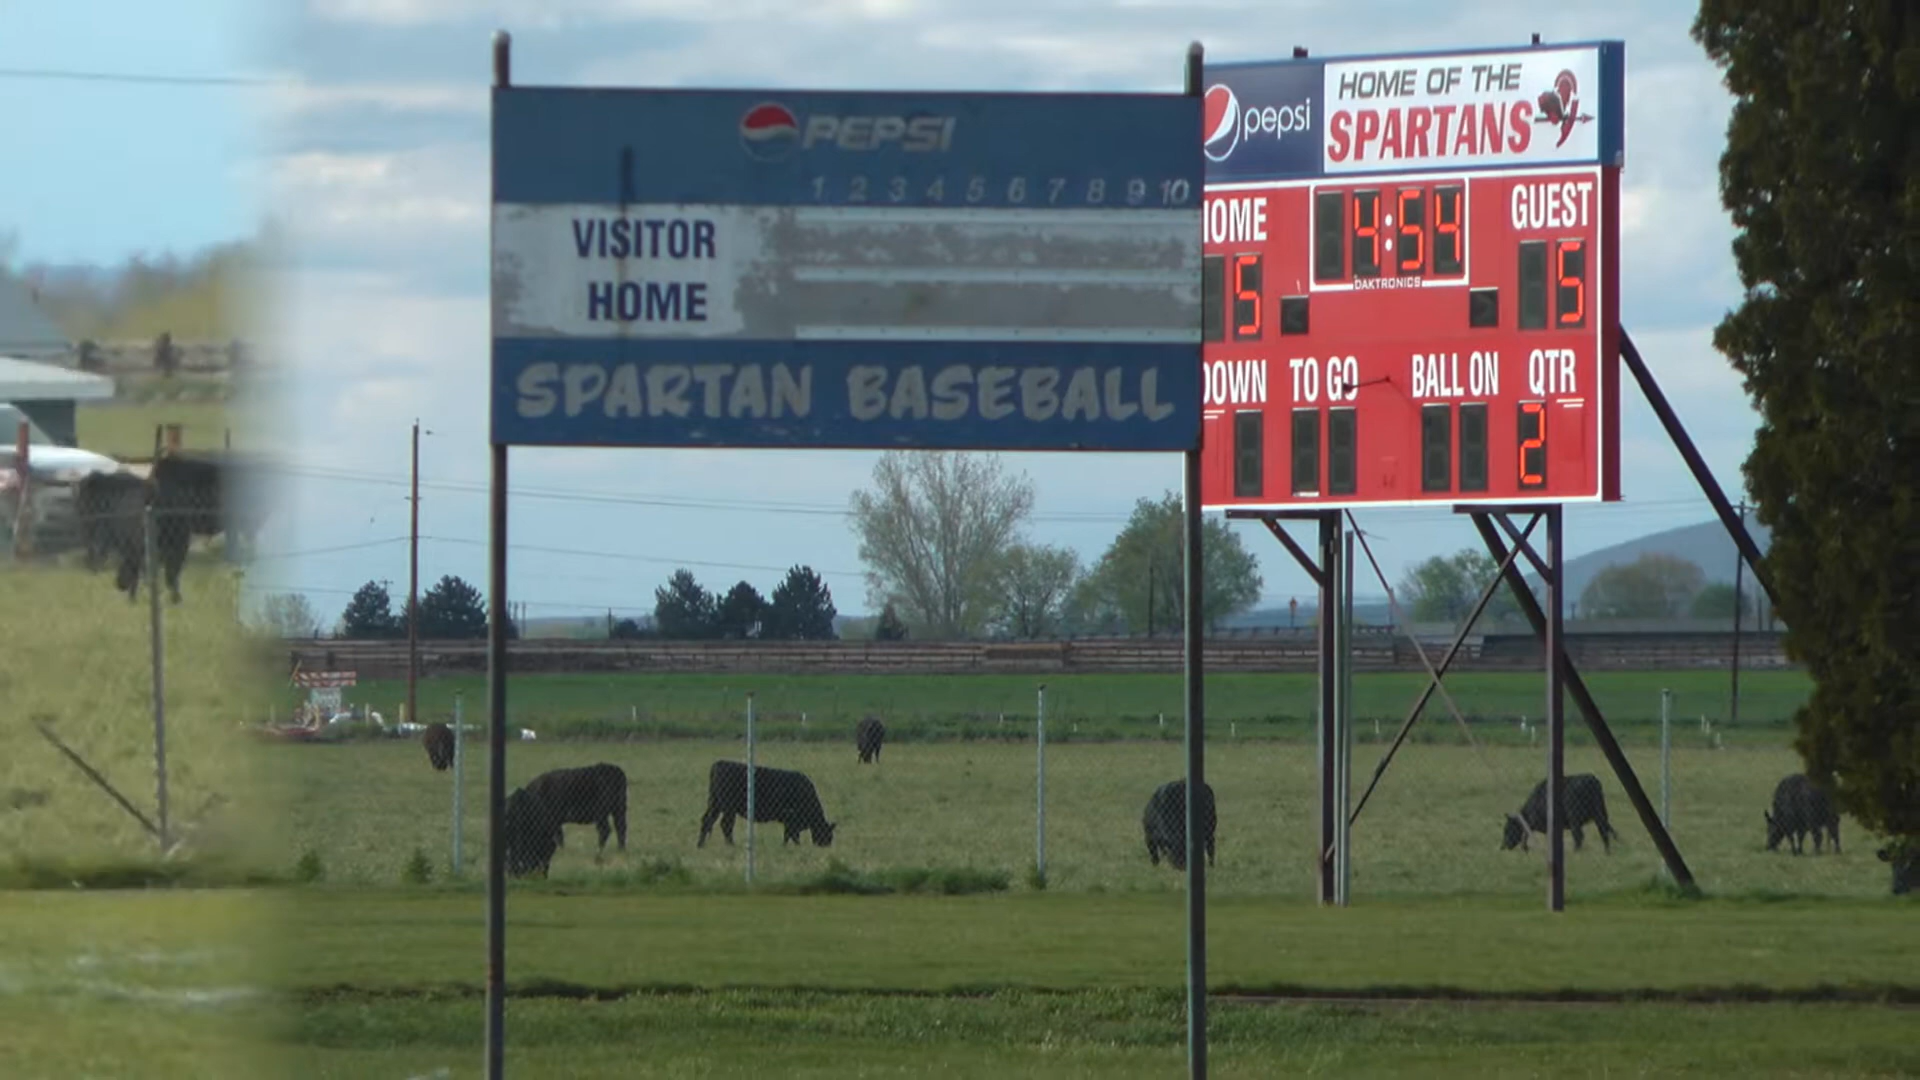 PEPSI
1 2 3 4 5 6 7 8 9 10
VISITOR
HOME
SPARTAN BASEBALL
pepsi
HOME OF THE
SPARTANS
HOME 4:54 GUEST
5 5
DAKTRONICS
DOWN TO GO BALL ON QTR
2